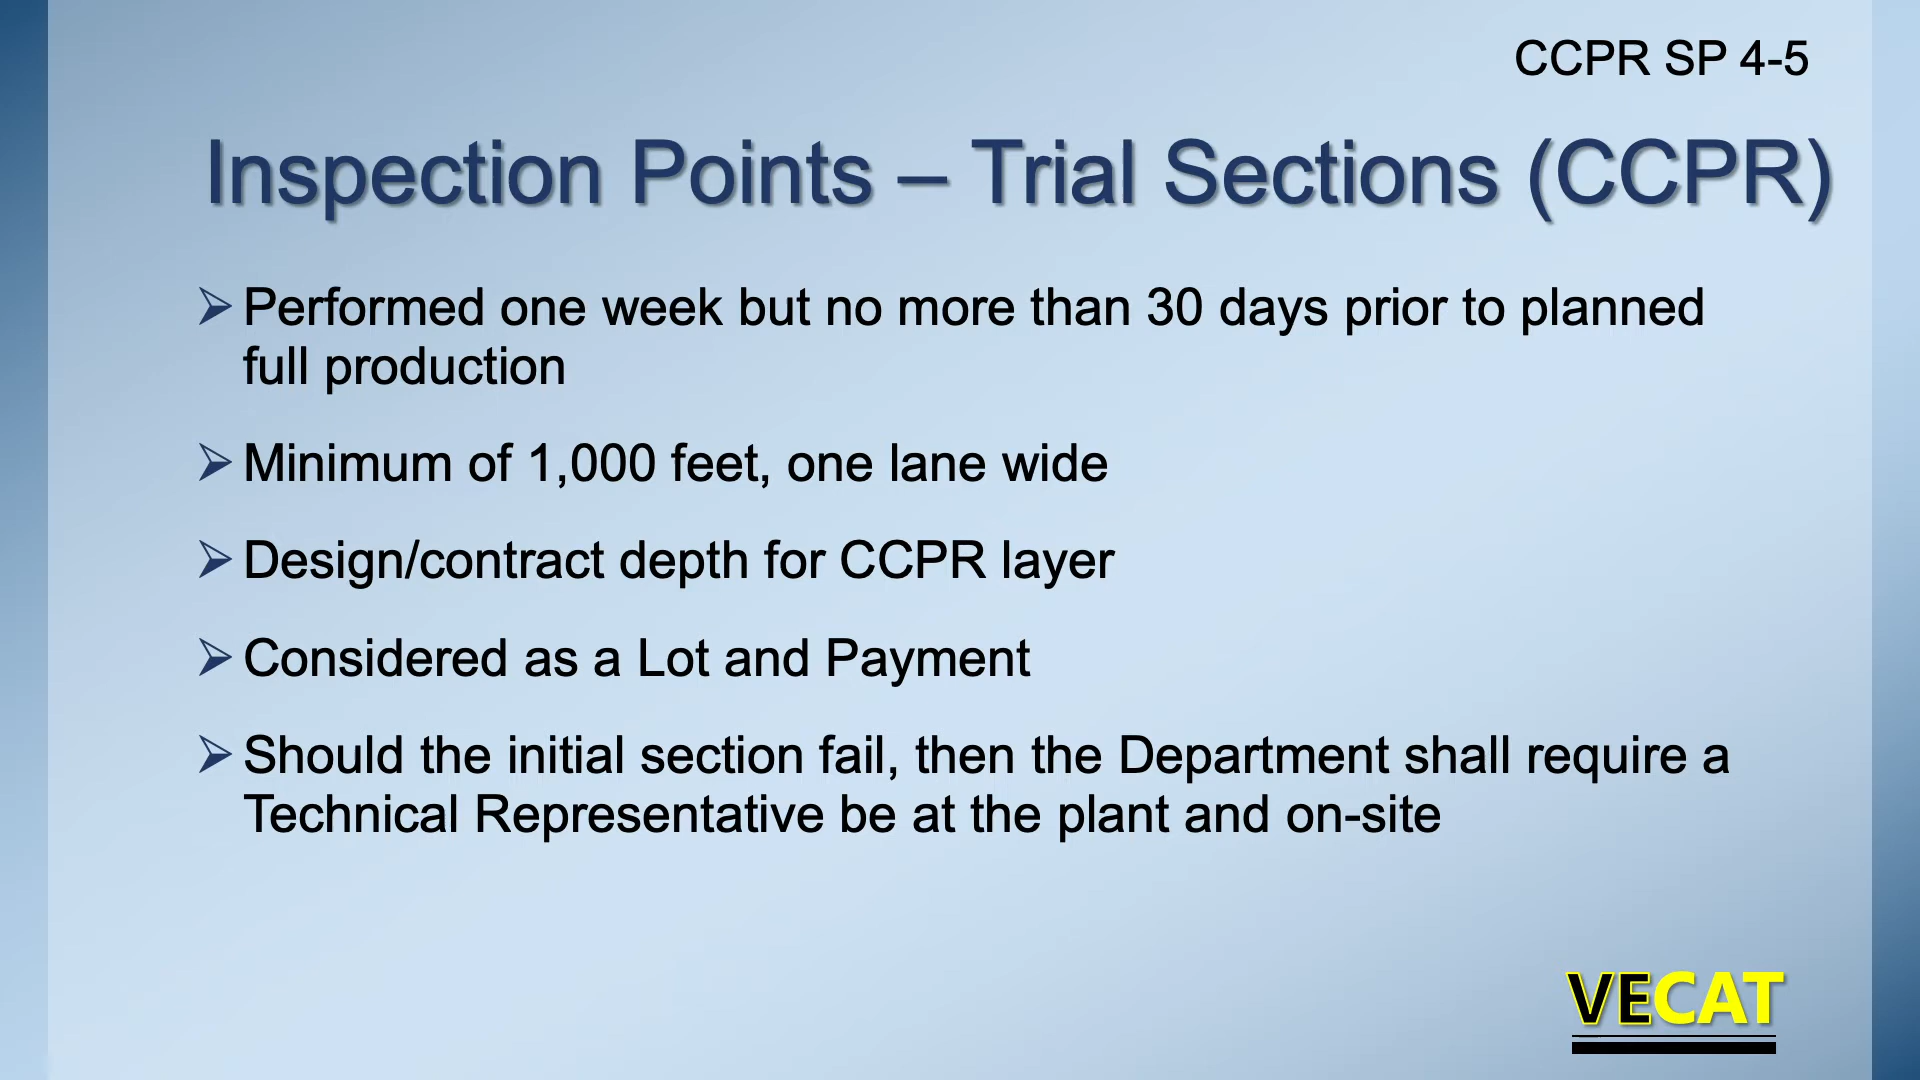 CCPR SP 4-5
Inspection Points – Trial Sections (CCPR)
Performed one week but no more than 30 days prior to planned
full production
Minimum of 1,000 feet, one lane wide
Design/contract depth for CCPR layer
Considered as a Lot and Payment
Should the initial section fail, then the Department shall require a
Technical Representative be at the plant and on-site
VECAT